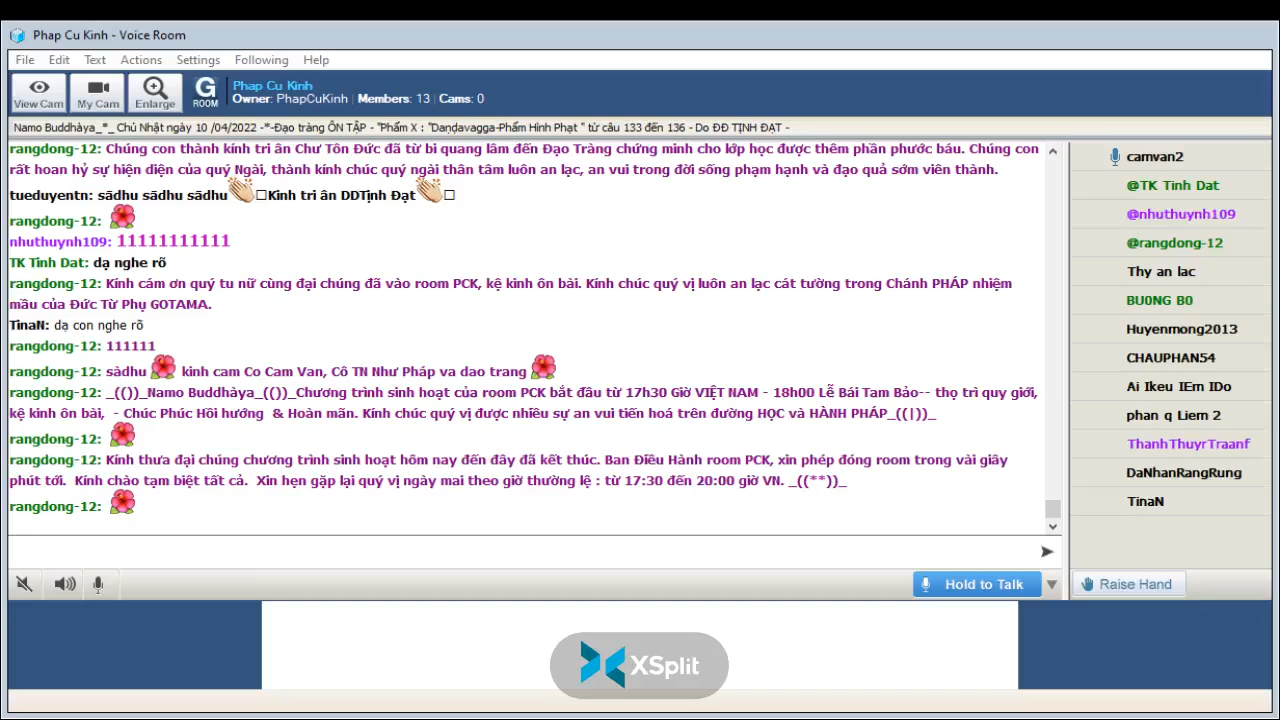 Phap Cu Kinh - Voice Room
File Edit Text Actions Settings Following Help
View Cam My Cam Enlarge G ROOM
Phap Cu Kinh
Owner: PhapCuKinh Members: 13 Cams: 0
Namo Buddhàya_*_ Chủ Nhật ngày 10 /04/2022 -*-Đạo tràng ÔN TẬP - "Phẩm X : "Daṇḍavagga-Phẩm Hình Phạt " từ câu 133 đến 136 - Do ĐĐ TỊNH ĐẠT -
rangdong-12: Chúng con thành kính tri ân Chư Tôn Đức đã từ bi quang lâm đến Đạo Tràng chứng minh cho lớp học được thêm phần phước báu. Chúng con
rất hoan hỷ sự hiện diện của quý Ngài, thành kính chúc quý ngài thân tâm luôn an lạc, an vui trong đời sống phạm hạnh và đạo quả sớm viên thành.
tueduyentn: sādhu sādhu sādhu Kính tri ân DDTịnh Đạt
rangdong-12:
nhuthuynh109: 11111111111
TK Tinh Dat: dạ nghe rõ
rangdong-12: Kính cám ơn quý tu nữ cùng đại chúng đã vào room PCK, kệ kinh ôn bài. Kính chúc quý vị luôn an lạc cát tường trong Chánh PHÁP nhiệm
mầu của Đức Từ Phụ GOTAMA.
TinaN: dạ con nghe rõ
rangdong-12: 111111
rangdong-12: sàdhu kinh cam Co Cam Van, Cô TN Như Pháp va dao trang
rangdong-12: _(())_Namo Buddhàya_(())_Chương trình sinh hoạt của room PCK bắt đầu từ 17h30 Giờ VIỆT NAM - 18h00 Lễ Bái Tam Bảo-- thọ trì quy giới,
kệ kinh ôn bài, - Chúc Phúc Hồi hướng & Hoàn mãn. Kính chúc quý vị được nhiều sự an vui tiến hoá trên đường HỌC và HÀNH PHÁP_((|))_
rangdong-12:
rangdong-12: Kính thưa đại chúng chương trình sinh hoạt hôm nay đến đây đã kết thúc. Ban Điều Hành room PCK, xin phép đóng room trong vài giây
phút tới. Kính chào tạm biệt tất cả. Xin hẹn gặp lại quý vị ngày mai theo giờ thường lệ : từ 17:30 đến 20:00 giờ VN. _((**))_
rangdong-12:
camvan2
@TK Tinh Dat
@nhuthuynh109
@rangdong-12
Thy an lac
BU0NG B0
Huyenmong2013
CHAUPHAN54
Ai Ikeu IErn IDo
phan q Liem 2
ThanhThuyrTraanf
DaNhanRangRung
TinaN
Hold to Talk
Raise Hand
XSplit